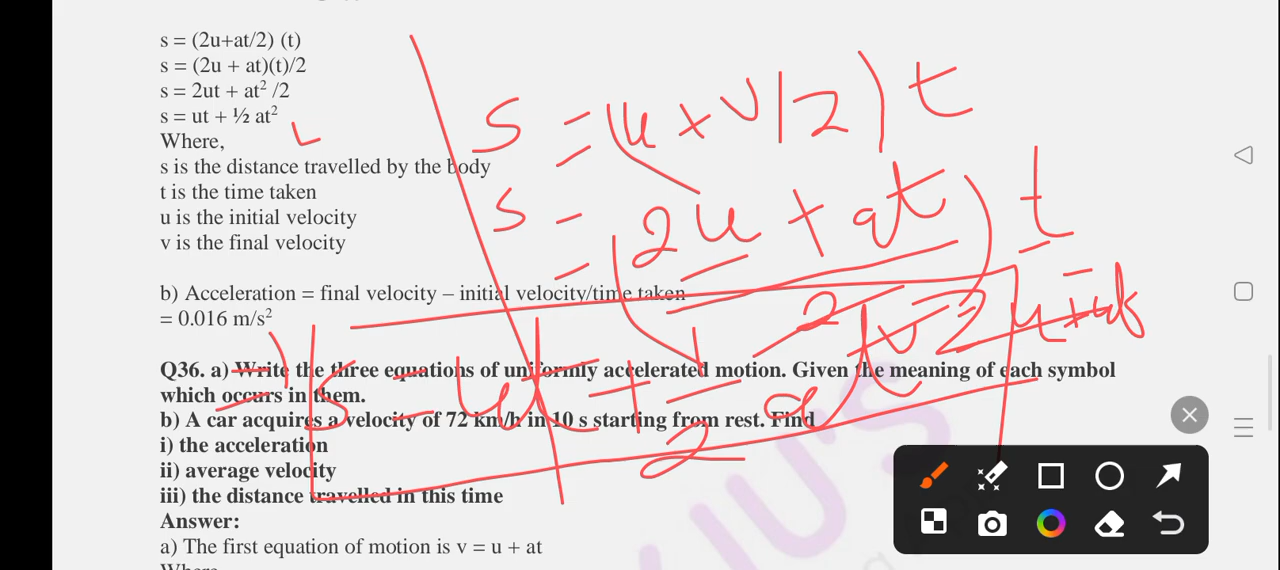 s = (2u+at/2) (t)
s = (2u + at)(t)/2
s = 2ut + at² /2
s = ut + ½ at²
Where,
s is the distance travelled by the body
t is the time taken
u is the initial velocity
v is the final velocity
b) Acceleration = final velocity – initial velocity/time taken
= 0.016 m/s²
Q36. a) Write the three equations of uniformly accelerated motion. Given the meaning of each symbol
which occurs in them.
b) A car acquires a velocity of 72 km/h in 10 s starting from rest. Find
i) the acceleration
ii) average velocity
iii) the distance travelled in this time
Answer:
a) The first equation of motion is v = u + at
Where
s = (u + v/2) t
s = (2u + at) t
2
s = ut + 1 at²
2